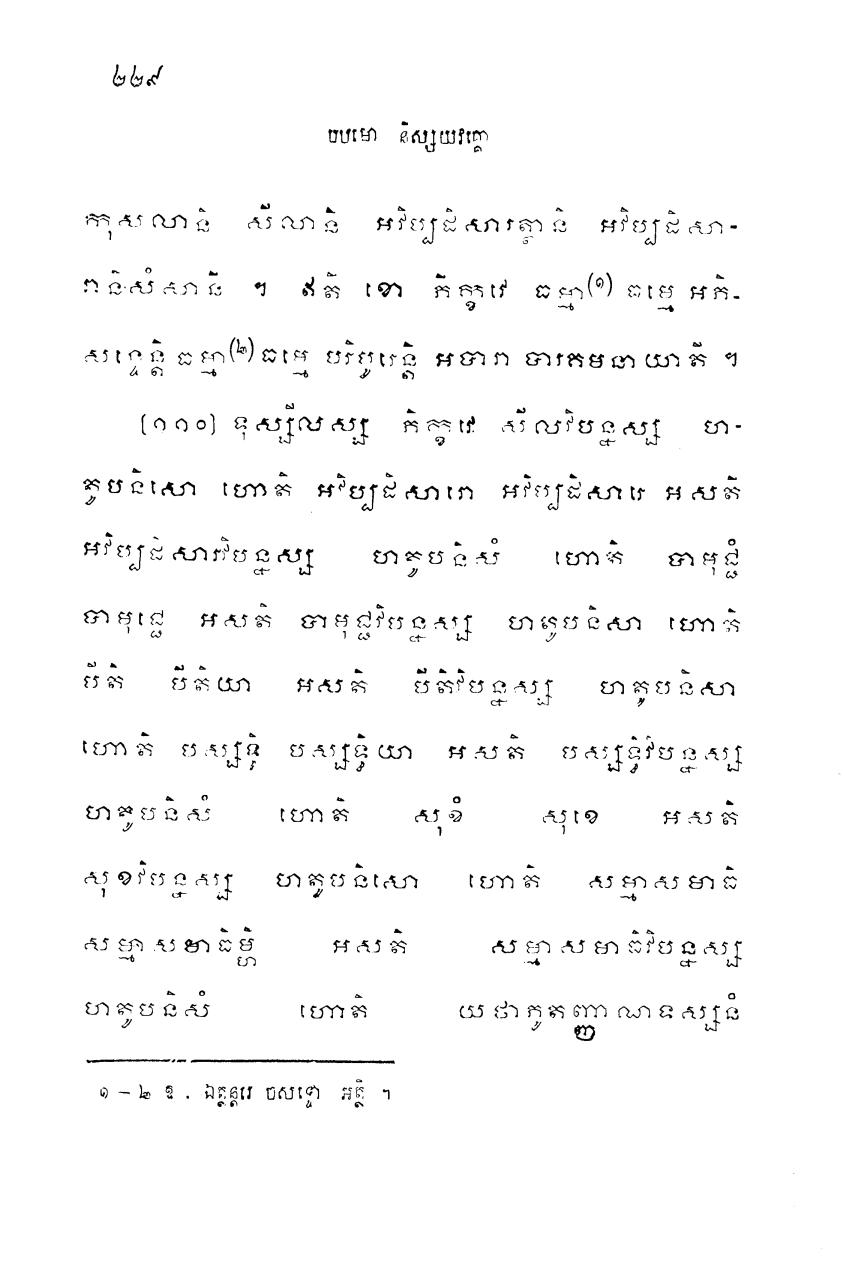 ២២៩
បឋមោ និស្សយវគ្គោ
កុសលានិ សីលានិ អវិប្បដិសារត្ថានិ អវិប្បដិសា-
រានិសំសានិ ។ ឥតិ ខោ ភិក្ខវេ ធម្មា(១) ធម្មេ អភិ-
សន្ទេន្តិ ធម្មា(២) ធម្មេ បរិបូរេន្តិ អបារា បារគមនាយាតិ ។
[១១០] ទុស្សីលស្ស ភិក្ខវេ សីលវិបន្នស្ស ហ-
តូបនិសោ ហោតិ អវិប្បដិសារោ អវិប្បដិសារេ អសតិ
អវិប្បដិសារវិបន្នស្ស ហតូបនិសំ ហោតិ បាមុជ្ជំ
បាមុជ្ជេ អសតិ បាមុជ្ជវិបន្នស្ស ហតូបនិសា ហោតិ
បីតិ បីតិយា អសតិ បីតិវិបន្នស្ស ហតូបនិសា
ហោតិ បស្សទ្ធិ បស្សទ្ធិយា អសតិ បស្សទ្ធិវិបន្នស្ស
ហតូបនិសំ ហោតិ សុខំ សុខេ អសតិ
សុខវិបន្នស្ស ហតូបនិសោ ហោតិ សម្មាសមាធិ
សម្មាសមាធិម្ហិ អសតិ សម្មាសមាធិវិបន្នស្ស
ហតូបនិសំ ហោតិ យថាភូតញ្ញាណទស្សនំ
១ - ២ ឱ. ឯត្ថន្តរេ ចសទ្ទោ អត្ថិ ។